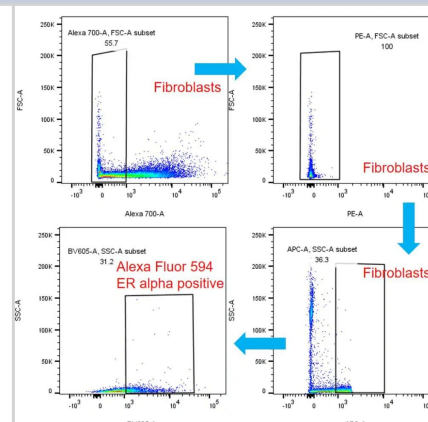 250K
Alexa 700-A, FSC-A subset
55.7
200K
150K
Fibroblasts
100K
50K
0
FSC-A
-10³ 0 10³ 10⁴ 10⁵
Alexa 700-A
250K
PE-A, FSC-A subset
100
200K
150K
100K
50K
Fibroblasts
0
FSC-A
-10³ 0 10³ 10⁴
PE-A
250K
BV605-A, SSC-A subset
31.2
Alexa Fluor 594
ER alpha positive
200K
150K
100K
50K
0
SSC-A
-10³ 0 10³ 10⁴ 10⁵
250K
APC-A, SSC-A subset
36.3
Fibroblasts
200K
150K
100K
50K
0
SSC-A
-10³ 0 10³ 10⁴